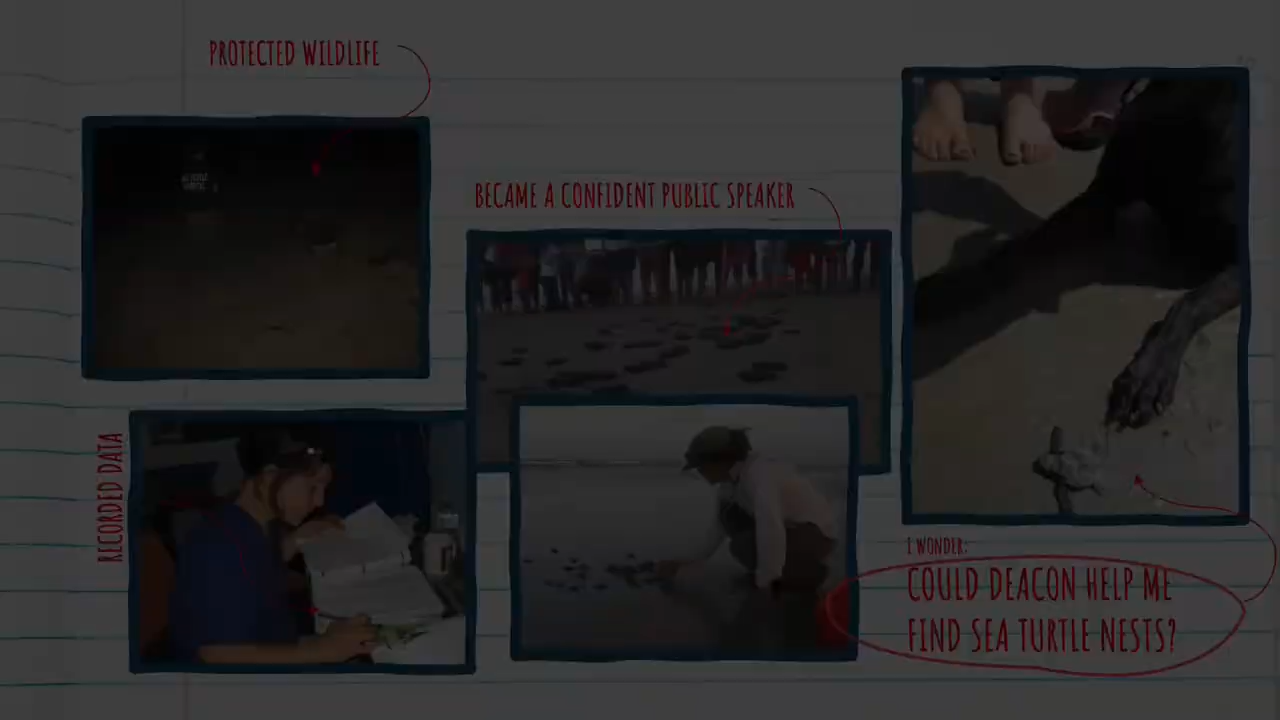 PROTECTED WILDLIFE
BECAME A CONFIDENT PUBLIC SPEAKER
RECORDED DATA
I WONDER:
COULD DEACON HELP ME
FIND SEA TURTLE NESTS?